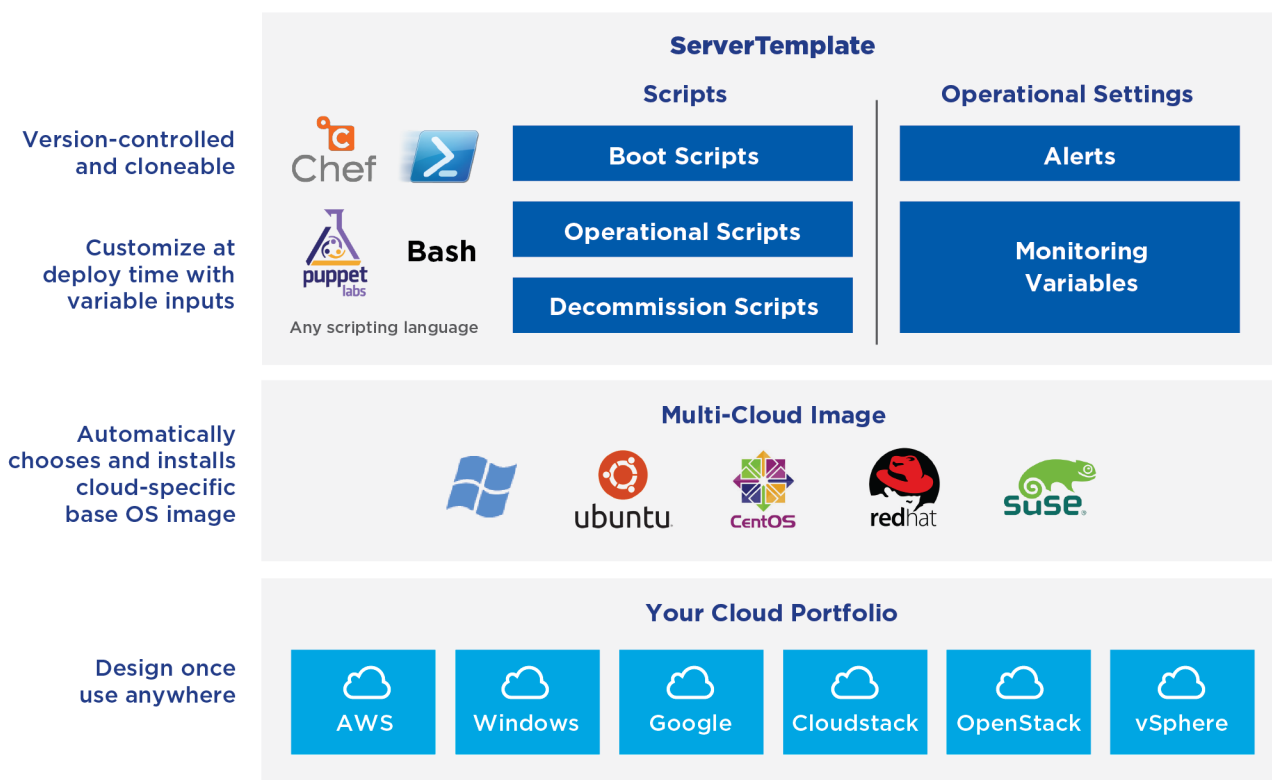 ServerTemplate
Scripts
Operational Settings
Version-controlled
and cloneable
Customize at
deploy time with
variable inputs
Chef
puppet
labs
Bash
Any scripting language
Boot Scripts
Operational Scripts
Decommission Scripts
Alerts
Monitoring
Variables
Automatically
chooses and installs
cloud-specific
base OS image
Multi-Cloud Image
ubuntu
CentOS
redhat
suse
Design once
use anywhere
Your Cloud Portfolio
AWS
Windows
Google
Cloudstack
OpenStack
vSphere